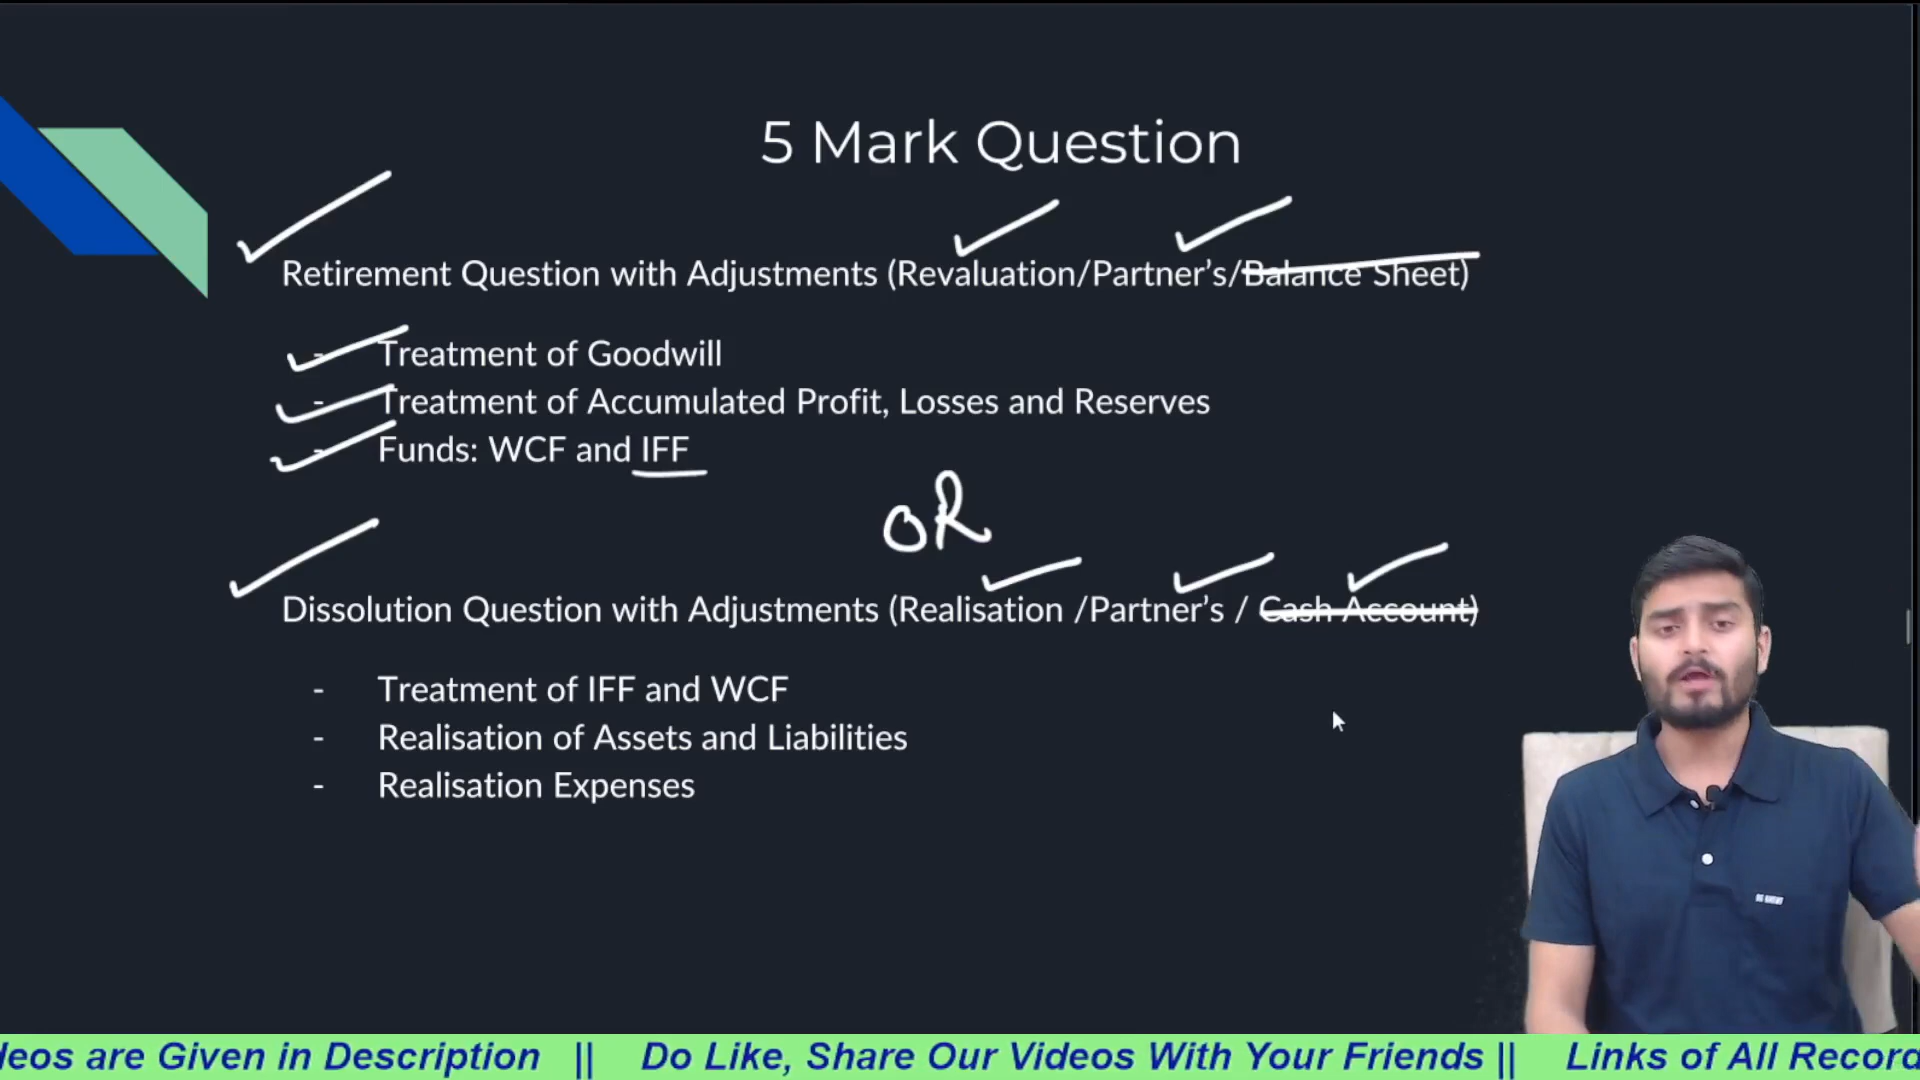 5 Mark Question
Retirement Question with Adjustments (Revaluation/Partner’s/Balance Sheet)
- Treatment of Goodwill
- Treatment of Accumulated Profit, Losses and Reserves
- Funds: WCF and IFF
OR
Dissolution Question with Adjustments (Realisation /Partner’s / Cash Account)
- Treatment of IFF and WCF
- Realisation of Assets and Liabilities
- Realisation Expenses
deos are Given in Description || Do Like, Share Our Videos With Your Friends || Links of All Record